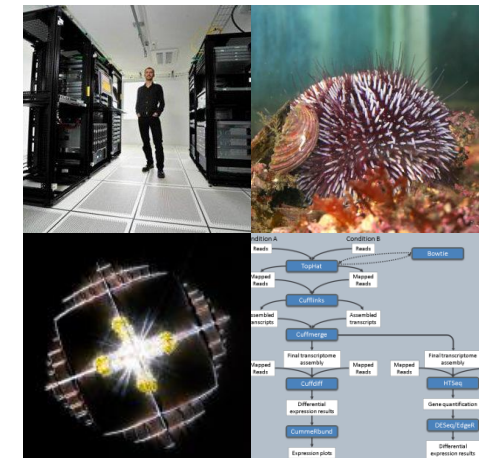 Condition A
Condition B
Reads
Reads
Bowtie
TopHat
Mapped
Reads
Mapped
Reads
Cufflinks
Assembled
transcripts
Assembled
transcripts
Cuffmerge
Final transcriptome
assembly
Final transcriptome
assembly
Mapped
Reads
Mapped
Reads
Mapped
Reads
Cuffdiff
HTSeq
Differential
expression results
Gene quantification
CummeRbund
DESeq/EdgeR
Expression plots
Differential
expression results